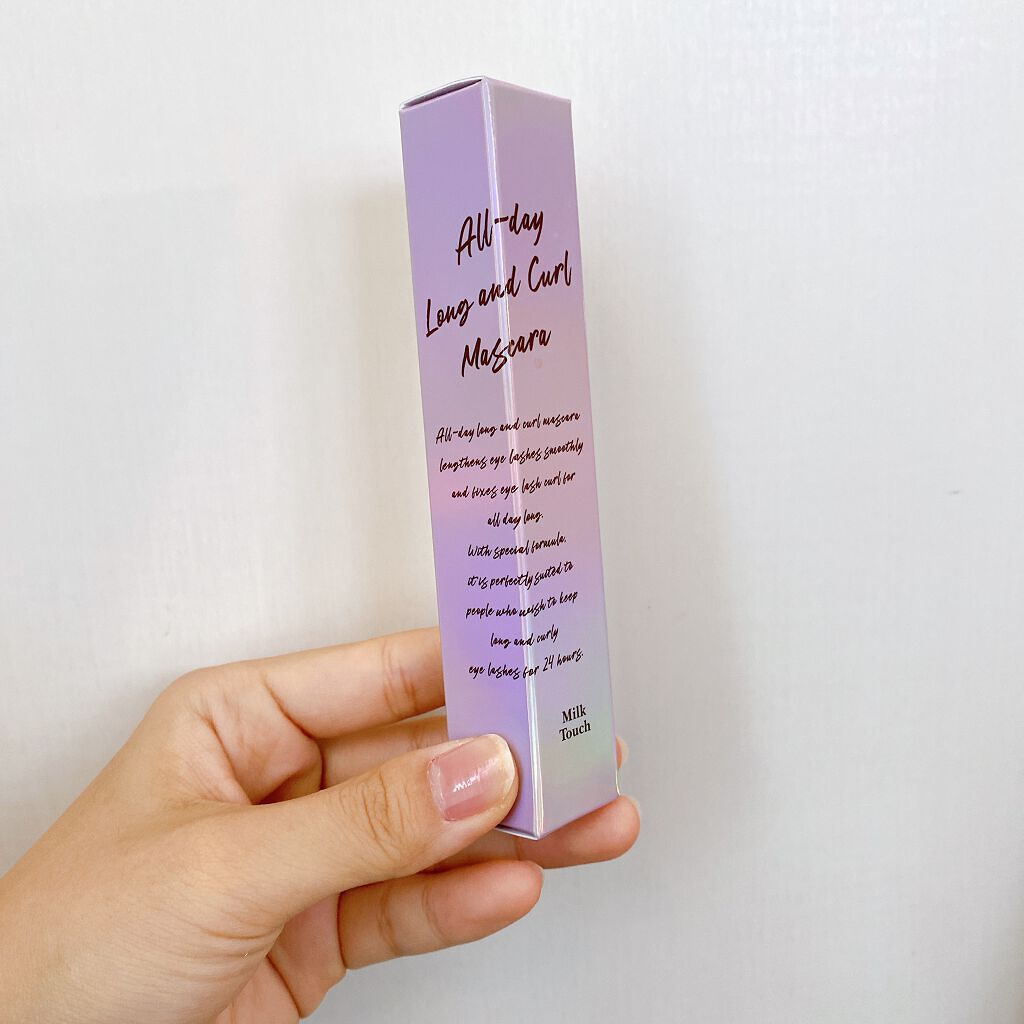 All-day
Long and Curl
Mascara
All-day long and curl mascara
lengthens eye lashes smoothly
and fixes eye lash curl for
all day long.
With special formula.
it is perfectly suited to
people who wish to keep
long and curly
eye lashes for 24 hours.
Milk
Touch